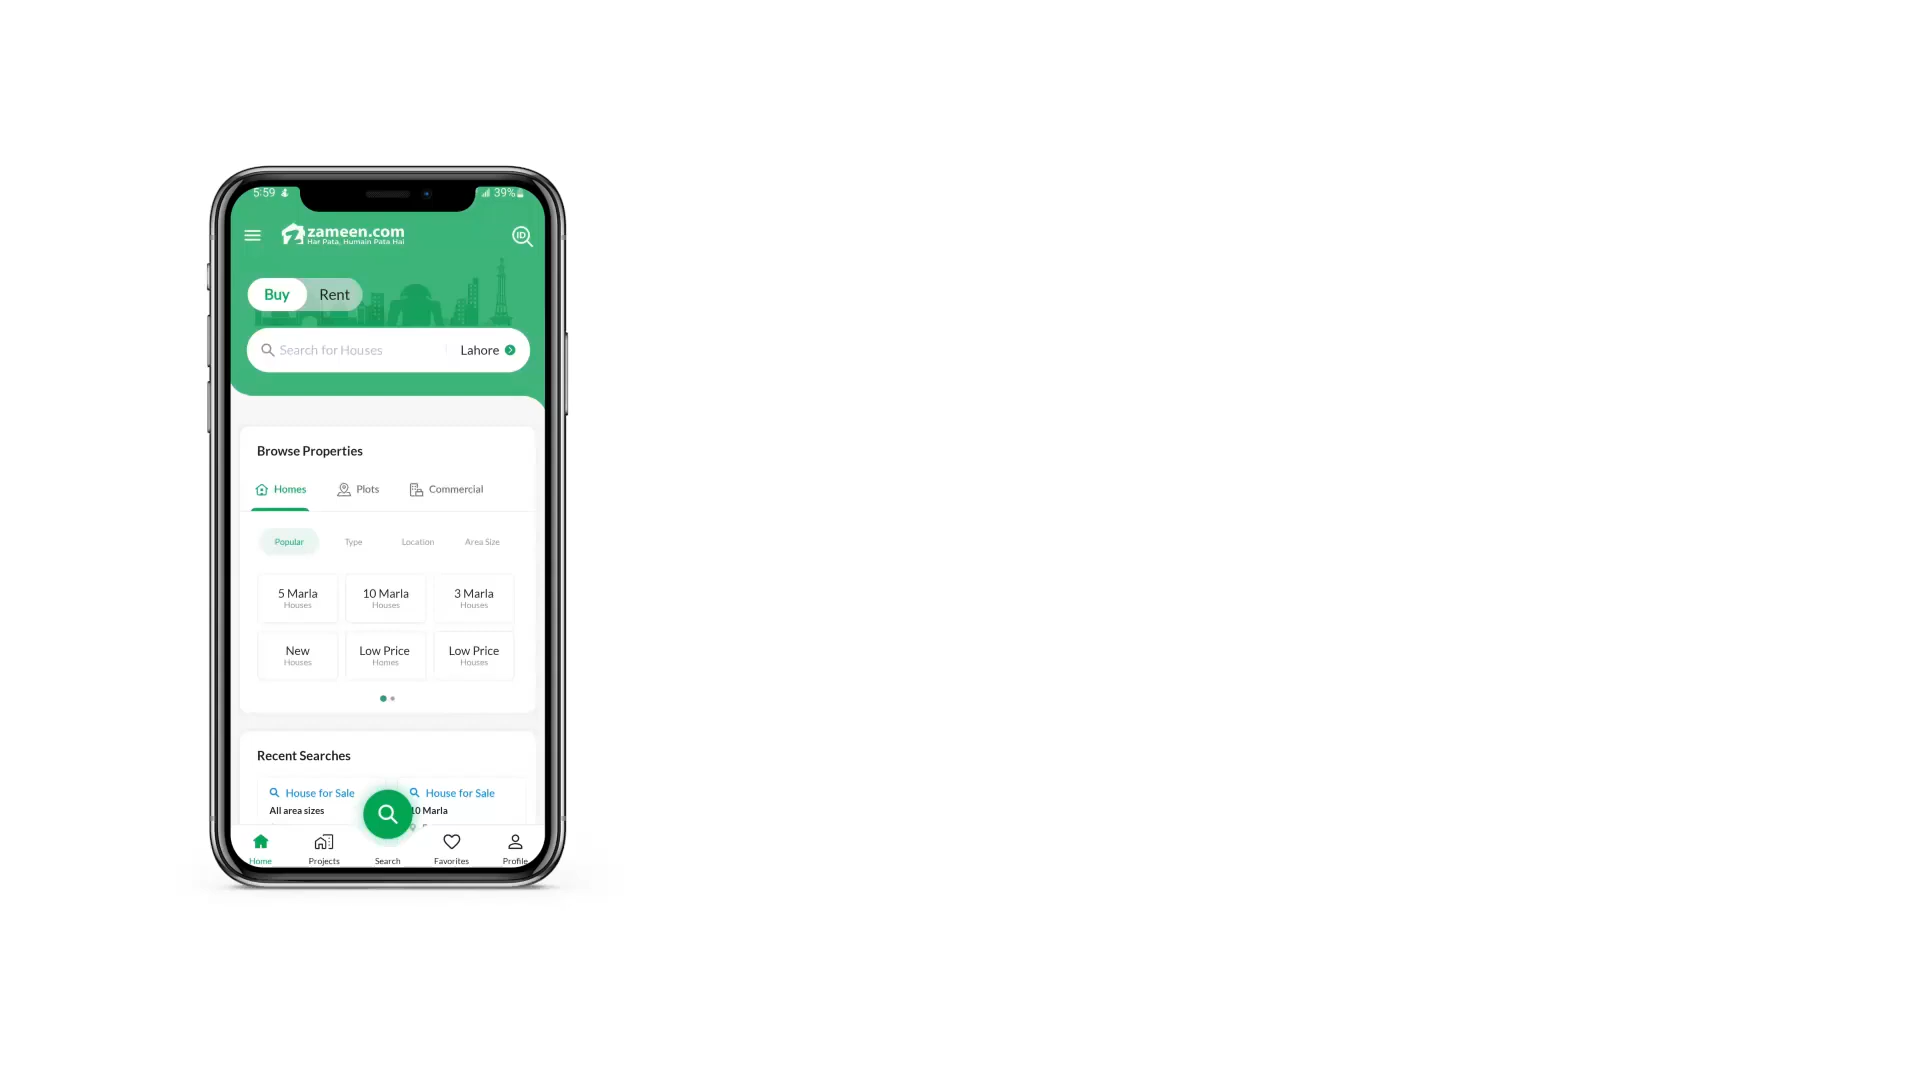 5:59
39%
zameen.com
Har Pata, Humain Pata Hai
ID
Buy Rent
Search for Houses Lahore
Browse Properties
Homes Plots Commercial
Popular Type Location Area Size
5 Marla 10 Marla 3 Marla
Houses Houses Houses
New Low Price Low Price
Houses Homes Houses
Recent Searches
House for Sale House for Sale
All area sizes 10 Marla
Home Projects Search Favorites Profile